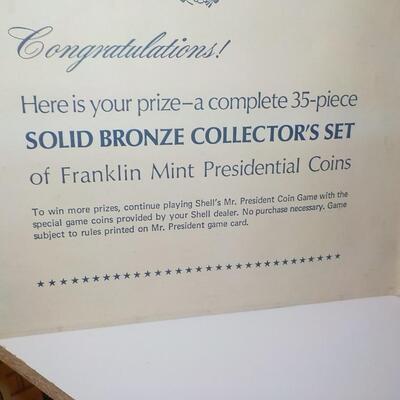 Congratulations!
Here is your prize—a complete 35-piece
SOLID BRONZE COLLECTOR'S SET
of Franklin Mint Presidential Coins
To win more prizes, continue playing Shell's Mr. President Coin Game with the
special game coins provided by your Shell dealer. No purchase necessary. Game
subject to rules printed on Mr. President game card.